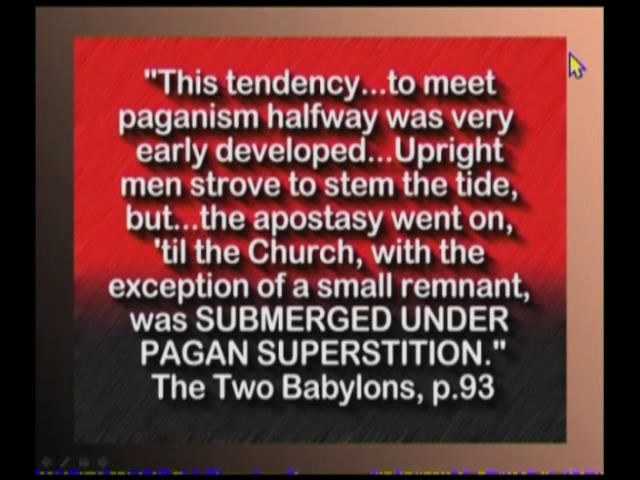 "This tendency...to meet
paganism halfway was very
early developed...Upright
men strove to stem the tide,
but...the apostasy went on,
'til the Church, with the
exception of a small remnant,
was SUBMERGED UNDER
PAGAN SUPERSTITION."
The Two Babylons, p.93